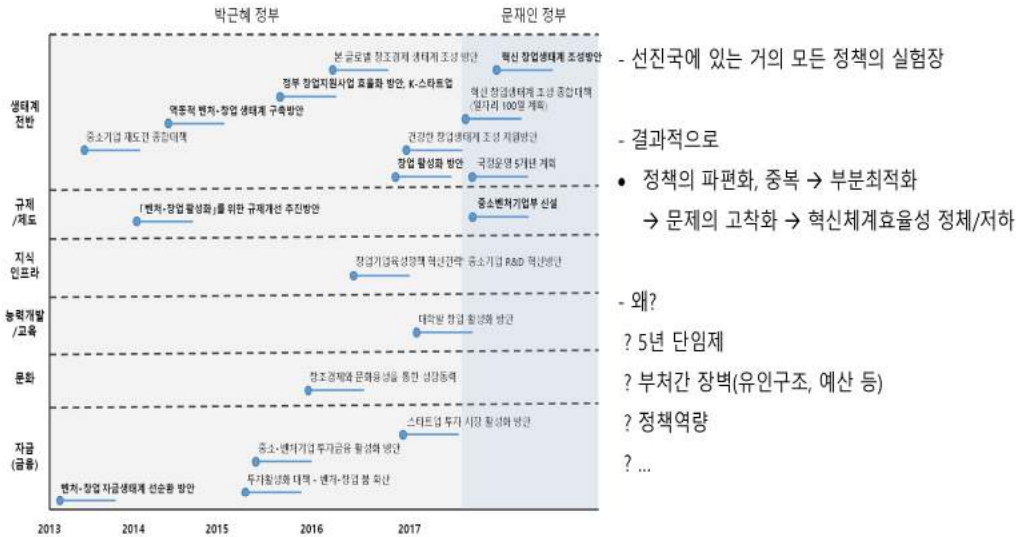 박근혜 정부
문재인 정부
생태계
전반
본 글로벌 창조경제 생태계 조성 방안
혁신 창업생태계 조성방안
정부 창업지원사업 효율화 방안, K-스타트업
혁신 창업생태계 조성 종합대책
(일자리 100일 계획)
역동적 벤처·창업 생태계 구축방안
중소기업 재도전 종합대책
건강한 창업생태계 조성 지원방안
창업 활성화 방안
국정운영 5개년 계획
규제
/제도
「벤처·창업 활성화」를 위한 규제개선 추진방안
중소벤처기업부 신설
지식
인프라
창업기업육성정책 혁신전략
중소기업 R&D 혁신방안
능력개발
/교육
대학발 창업 활성화 방안
문화
창조경제와 문화융성을 통한 성장동력
자금
(금융)
스타트업 투자 시장 활성화 방안
중소·벤처기업 투자금융 활성화 방안
투자활성화 대책 - 벤처·창업 붐 확산
벤처·창업 자금생태계 선순환 방안
2013 2014 2015 2016 2017
- 선진국에 있는 거의 모든 정책의 실험장
- 결과적으로
• 정책의 파편화, 중복 → 부분최적화
→ 문제의 고착화 → 혁신체계효율성 정체/저하
- 왜?
? 5년 단임제
? 부처간 장벽(유인구조, 예산 등)
? 정책역량
? ...